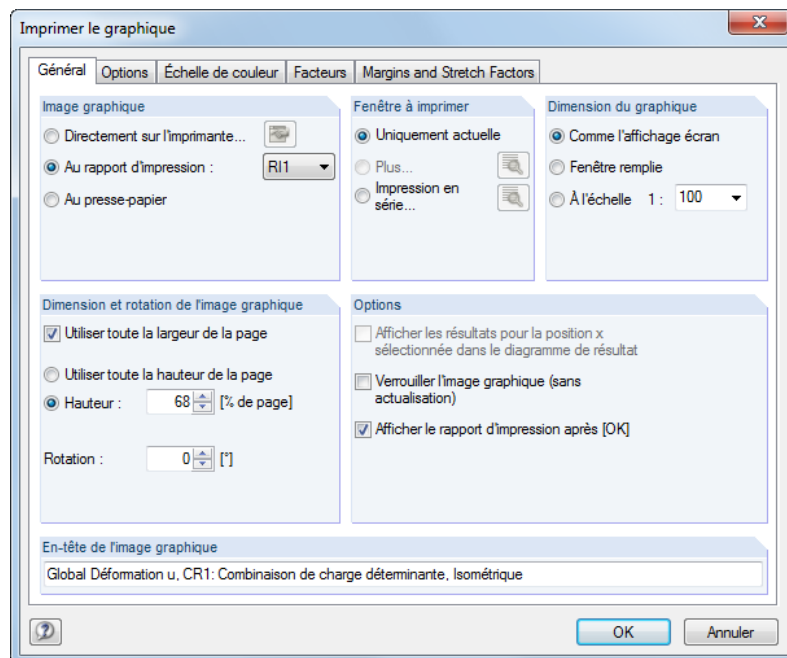 Imprimer le graphique
Général
Options
Échelle de couleur
Facteurs
Margins and Stretch Factors
Image graphique
Directement sur l'imprimante...
Au rapport d'impression :
RI1
Au presse-papier
Fenêtre à imprimer
Uniquement actuelle
Plus...
Impression en
série...
Dimension du graphique
Comme l'affichage écran
Fenêtre remplie
À l'échelle 1 : 100
Dimension et rotation de l'image graphique
Utiliser toute la largeur de la page
Utiliser toute la hauteur de la page
Hauteur : 68 [% de page]
Rotation : 0 [°]
Options
Afficher les résultats pour la position x
sélectionnée dans le diagramme de résultat
Verrouiller l'image graphique (sans
actualisation)
Afficher le rapport d'impression après [OK]
En-tête de l'image graphique
Global Déformation u, CR1: Combinaison de charge déterminante, Isométrique
OK
Annuler